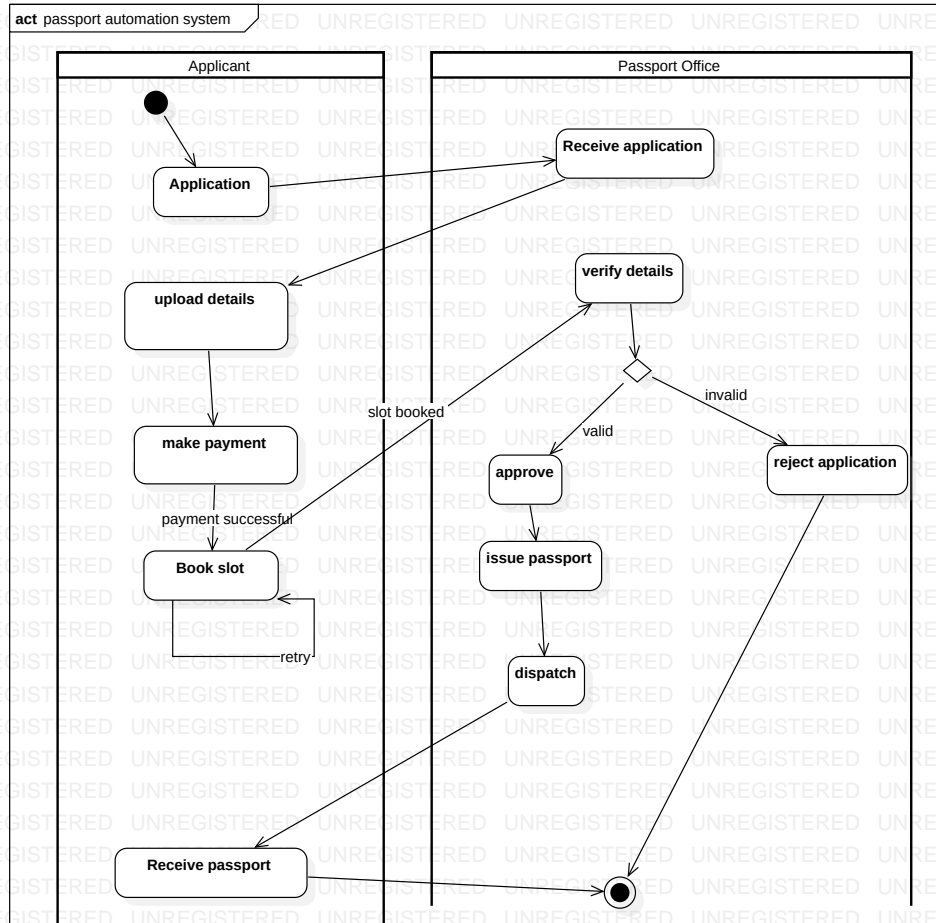 act passport automation system
Applicant
Passport Office
Receive application
Application
verify details
upload details
invalid
slot booked
valid
make payment
reject application
approve
payment successful
issue passport
Book slot
retry
dispatch
Receive passport
UNREGISTERED